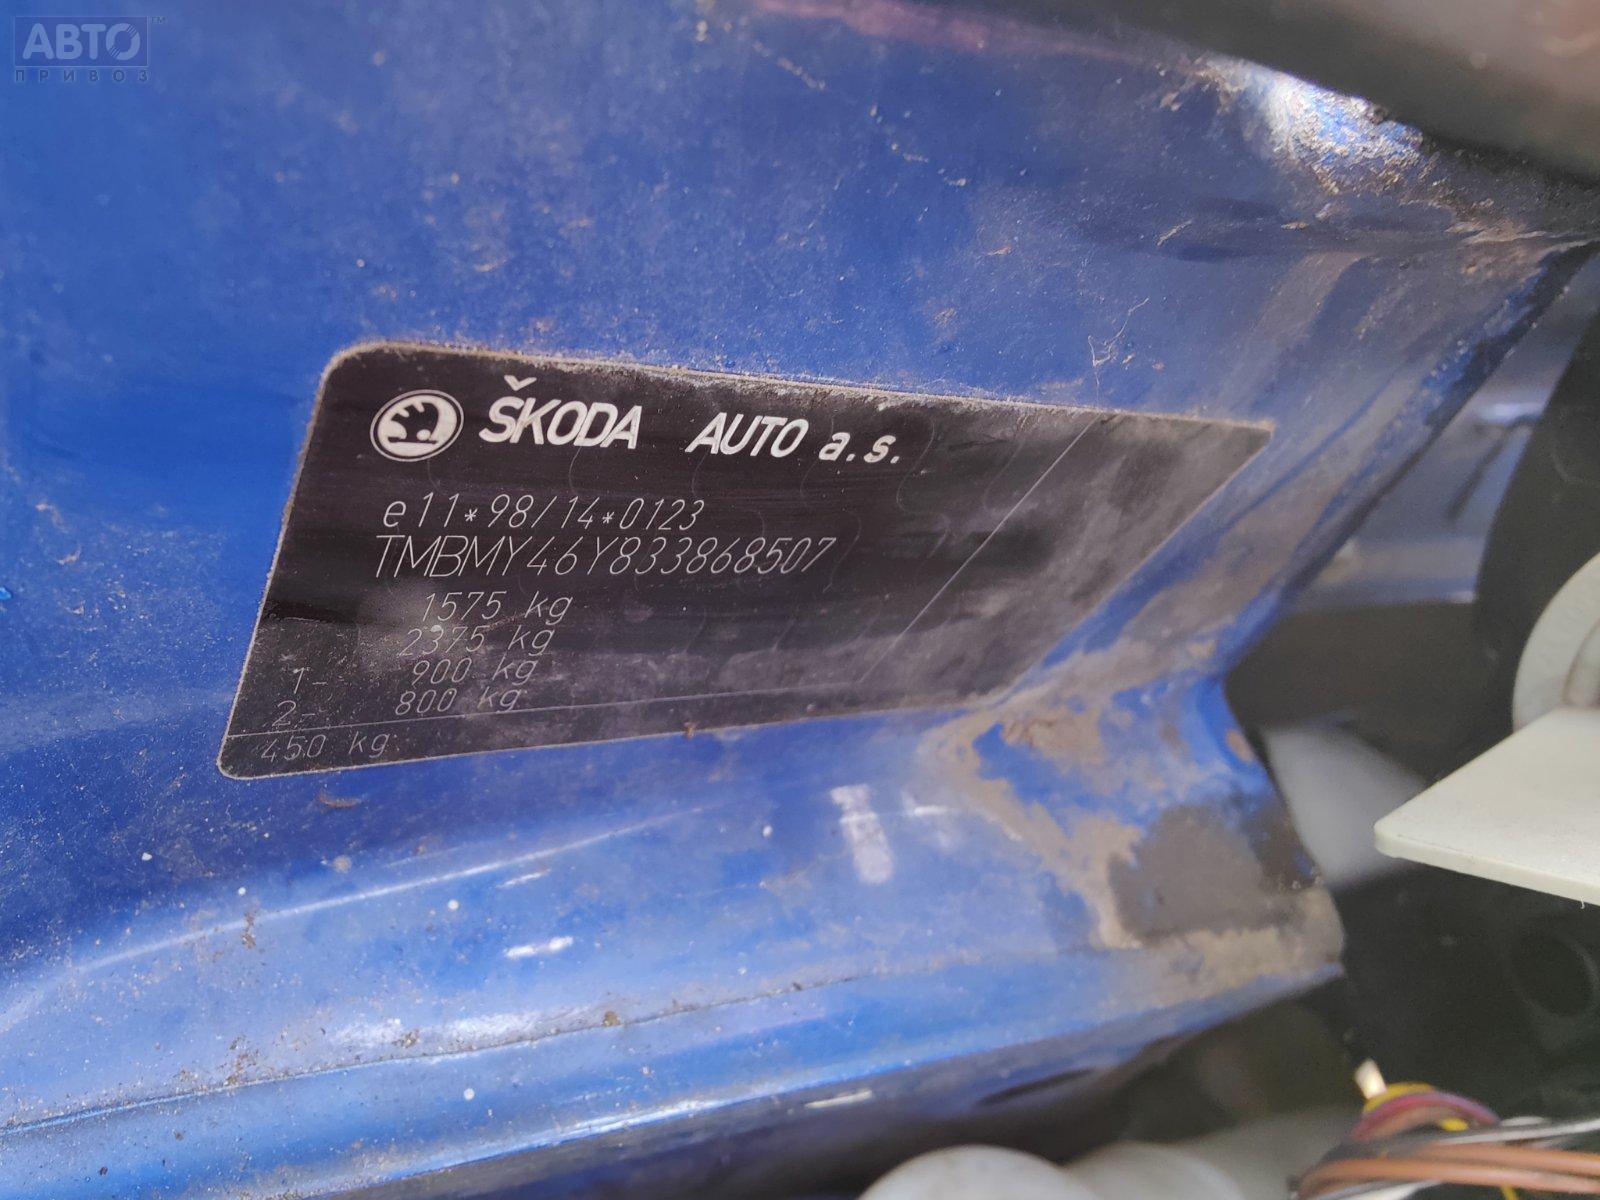 АВТО™
ПРИВОЗ
ŠKODA AUTO a.s.
e11*98/14*0123
TMBMY46Y833868507
1575 kg
2375 kg
1- 900 kg
2- 800 kg
450 kg